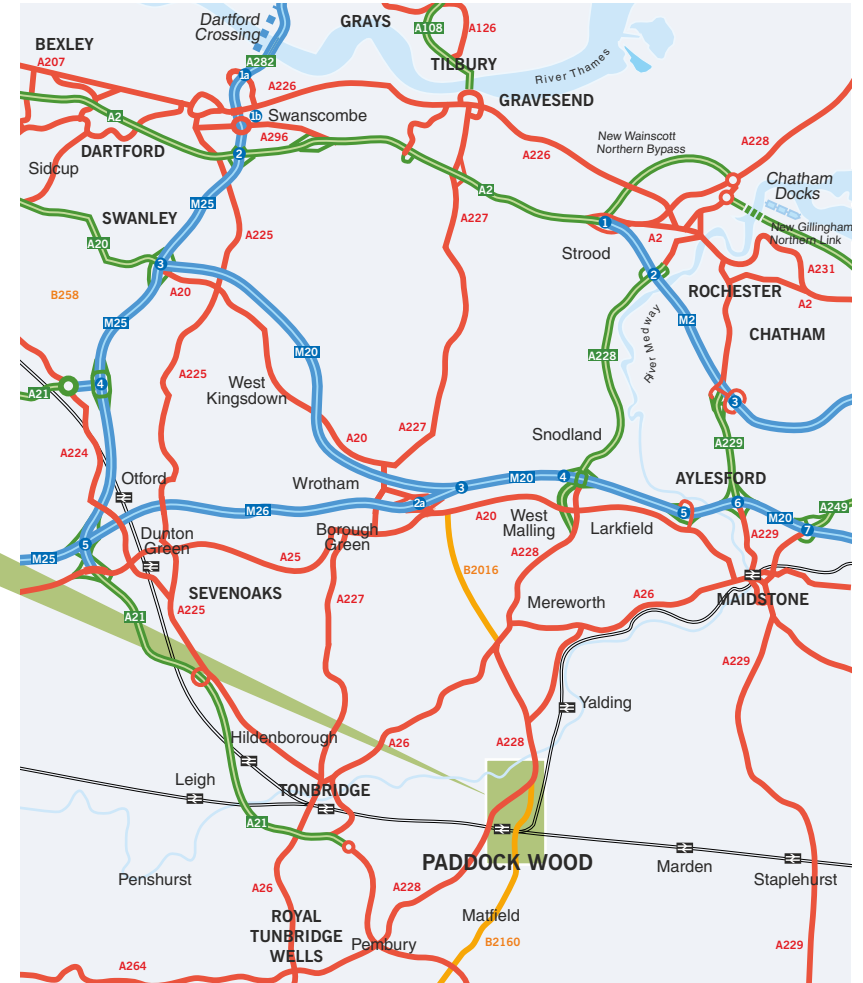 Dartford
Crossing
GRAYS
A108
A126
BEXLEY
A207
A282
1a
TILBURY
River Thames
A226
GRAVESEND
A2
1b
Swanscombe
A296
DARTFORD
2
New Wainscott
Northern Bypass
A228
A226
Sidcup
M25
A2
Chatham
Docks
SWANLEY
A227
1
A2
New Gillingham
Northern Link
A20
A225
Strood
3
2
A231
B258
A20
ROCHESTER
A2
M25
M2
River Medway
CHATHAM
M20
A228
A225
West
Kingsdown
4
A21
3
A227
A20
Snodland
A229
A224
Otford
Wrotham
3
M20
4
AYLESFORD
2a
M26
A20
West
Malling
Larkfield
5
6
M20
7
A249
Dunton
Green
Borough
Green
A229
5
M25
A25
A228
B2016
SEVENOAKS
A227
Mereworth
A26
MAIDSTONE
A225
A21
A229
Yalding
Hildenborough
A26
A228
Leigh
TONBRIDGE
A21
PADDOCK WOOD
Marden
Staplehurst
Penshurst
A26
A228
ROYAL
TUNBRIDGE
WELLS
Matfield
Pembury
B2160
A229
A264